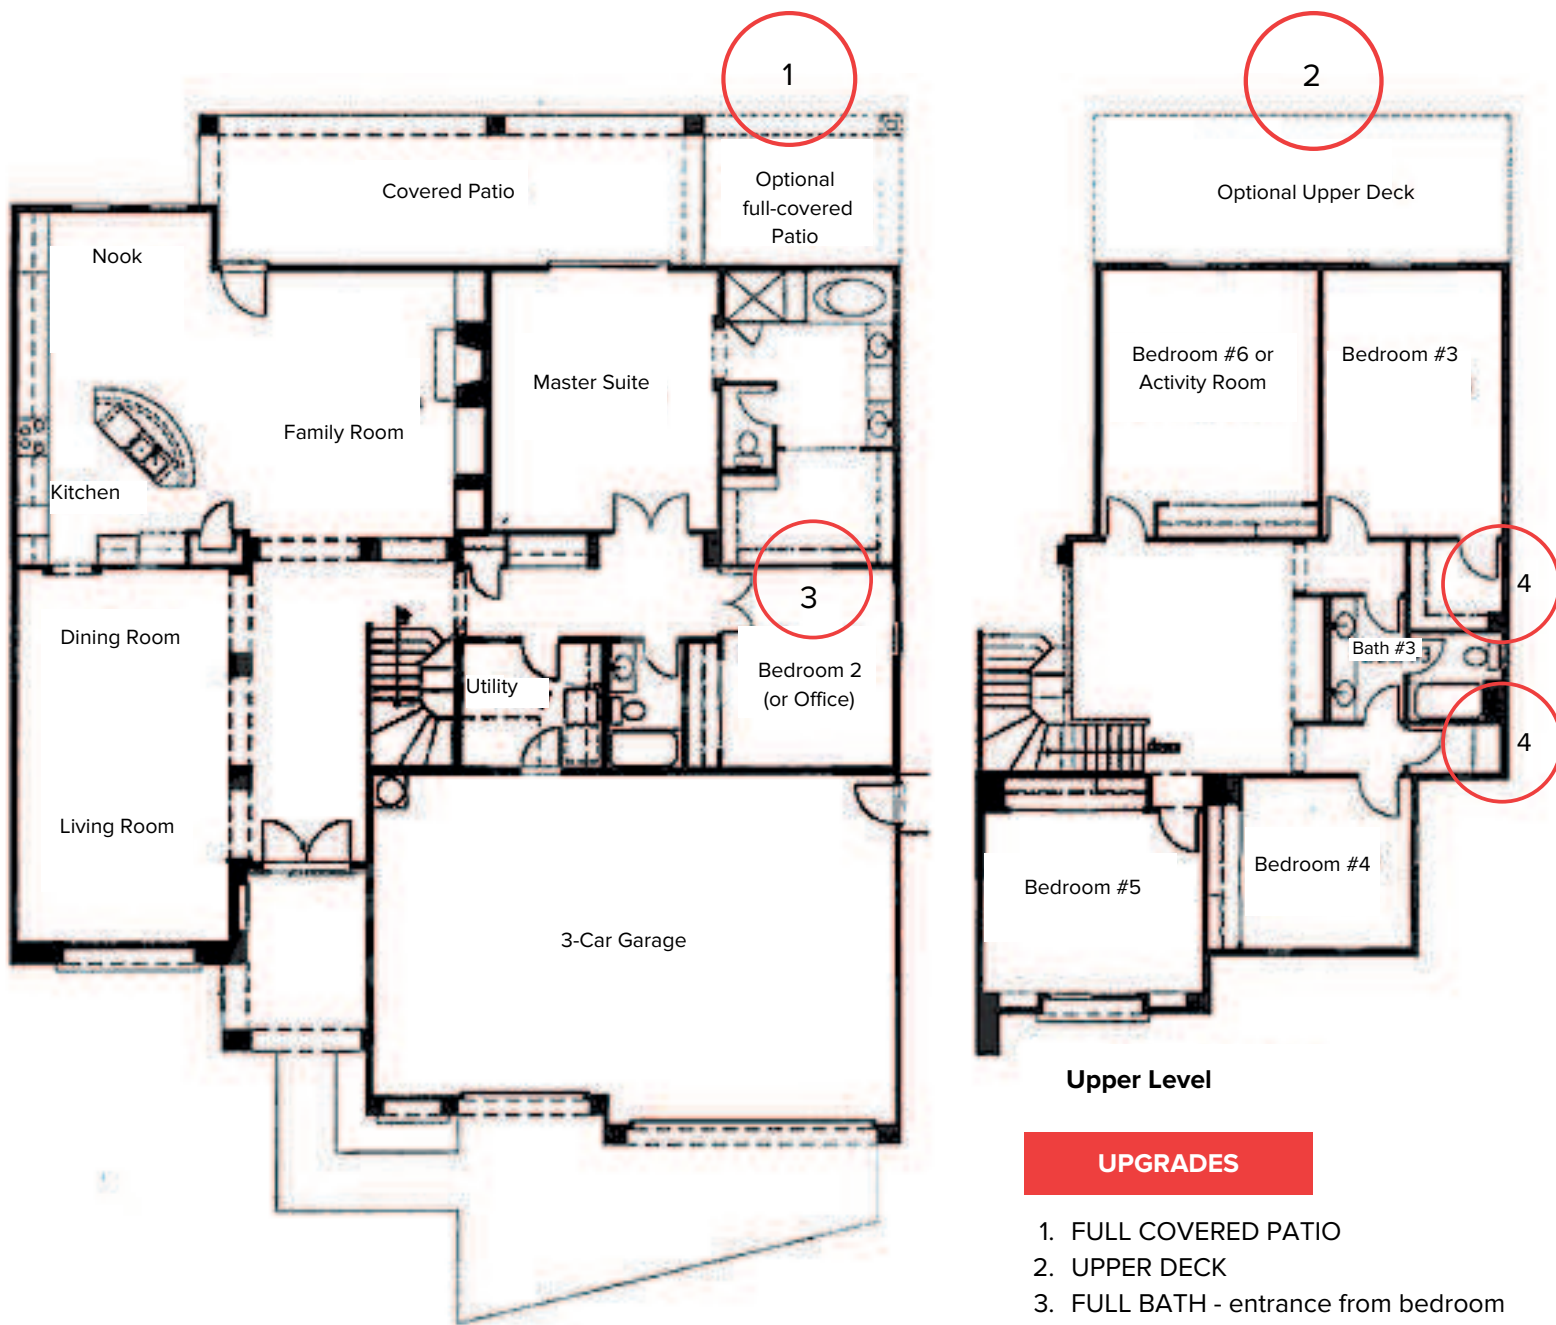 1
2
Covered Patio
Optional
full-covered
Patio
Optional Upper Deck
Nook
Master Suite
Bedroom #6 or
Activity Room
Bedroom #3
Family Room
Kitchen
3
4
Dining Room
Utility
Bedroom 2
(or Office)
Bath #3
4
Living Room
Bedroom #5
Bedroom #4
3-Car Garage
Upper Level
UPGRADES
1. FULL COVERED PATIO
2. UPPER DECK
3. FULL BATH - entrance from bedroom